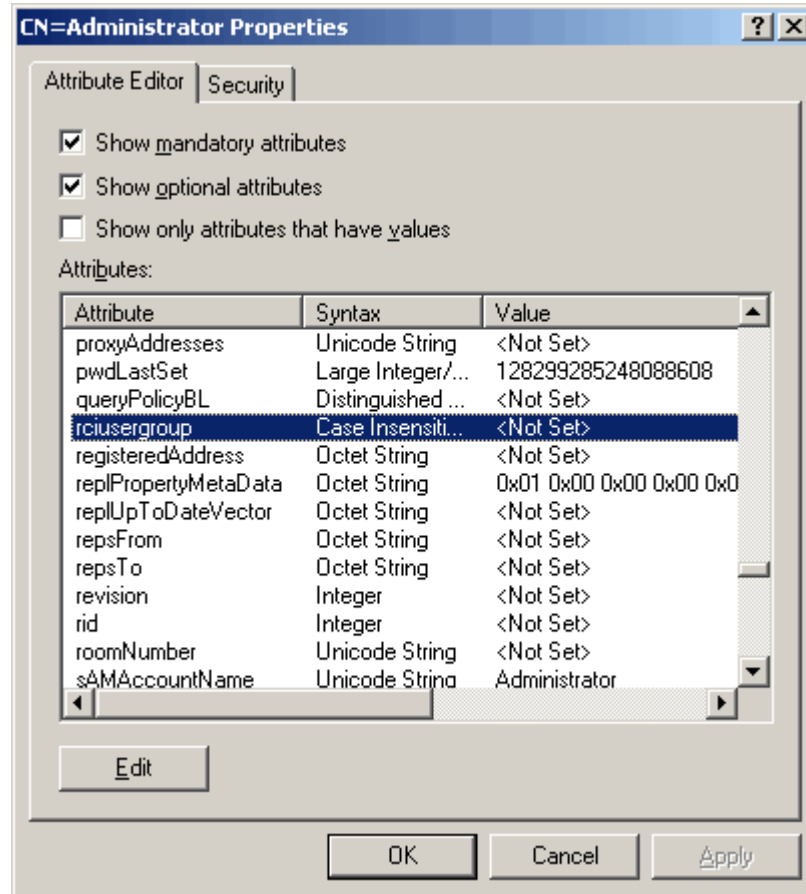 CN=Administrator Properties
Attribute Editor Security
Show mandatory attributes
Show optional attributes
Show only attributes that have values
Attributes:
Attribute Syntax Value
proxyAddresses Unicode String <Not Set>
pwdLastSet Large Integer/... 128299285248088608
queryPolicyBL Distinguished ... <Not Set>
rciusergroup Case Insensiti... <Not Set>
registeredAddress Octet String <Not Set>
replPropertyMetaData Octet String 0x01 0x00 0x00 0x00 0x0
replUpToDateVector Octet String <Not Set>
repsFrom Octet String <Not Set>
repsTo Octet String <Not Set>
revision Integer <Not Set>
rid Integer <Not Set>
roomNumber Unicode String <Not Set>
sAMAccountName Unicode String Administrator
Edit
OK Cancel Apply